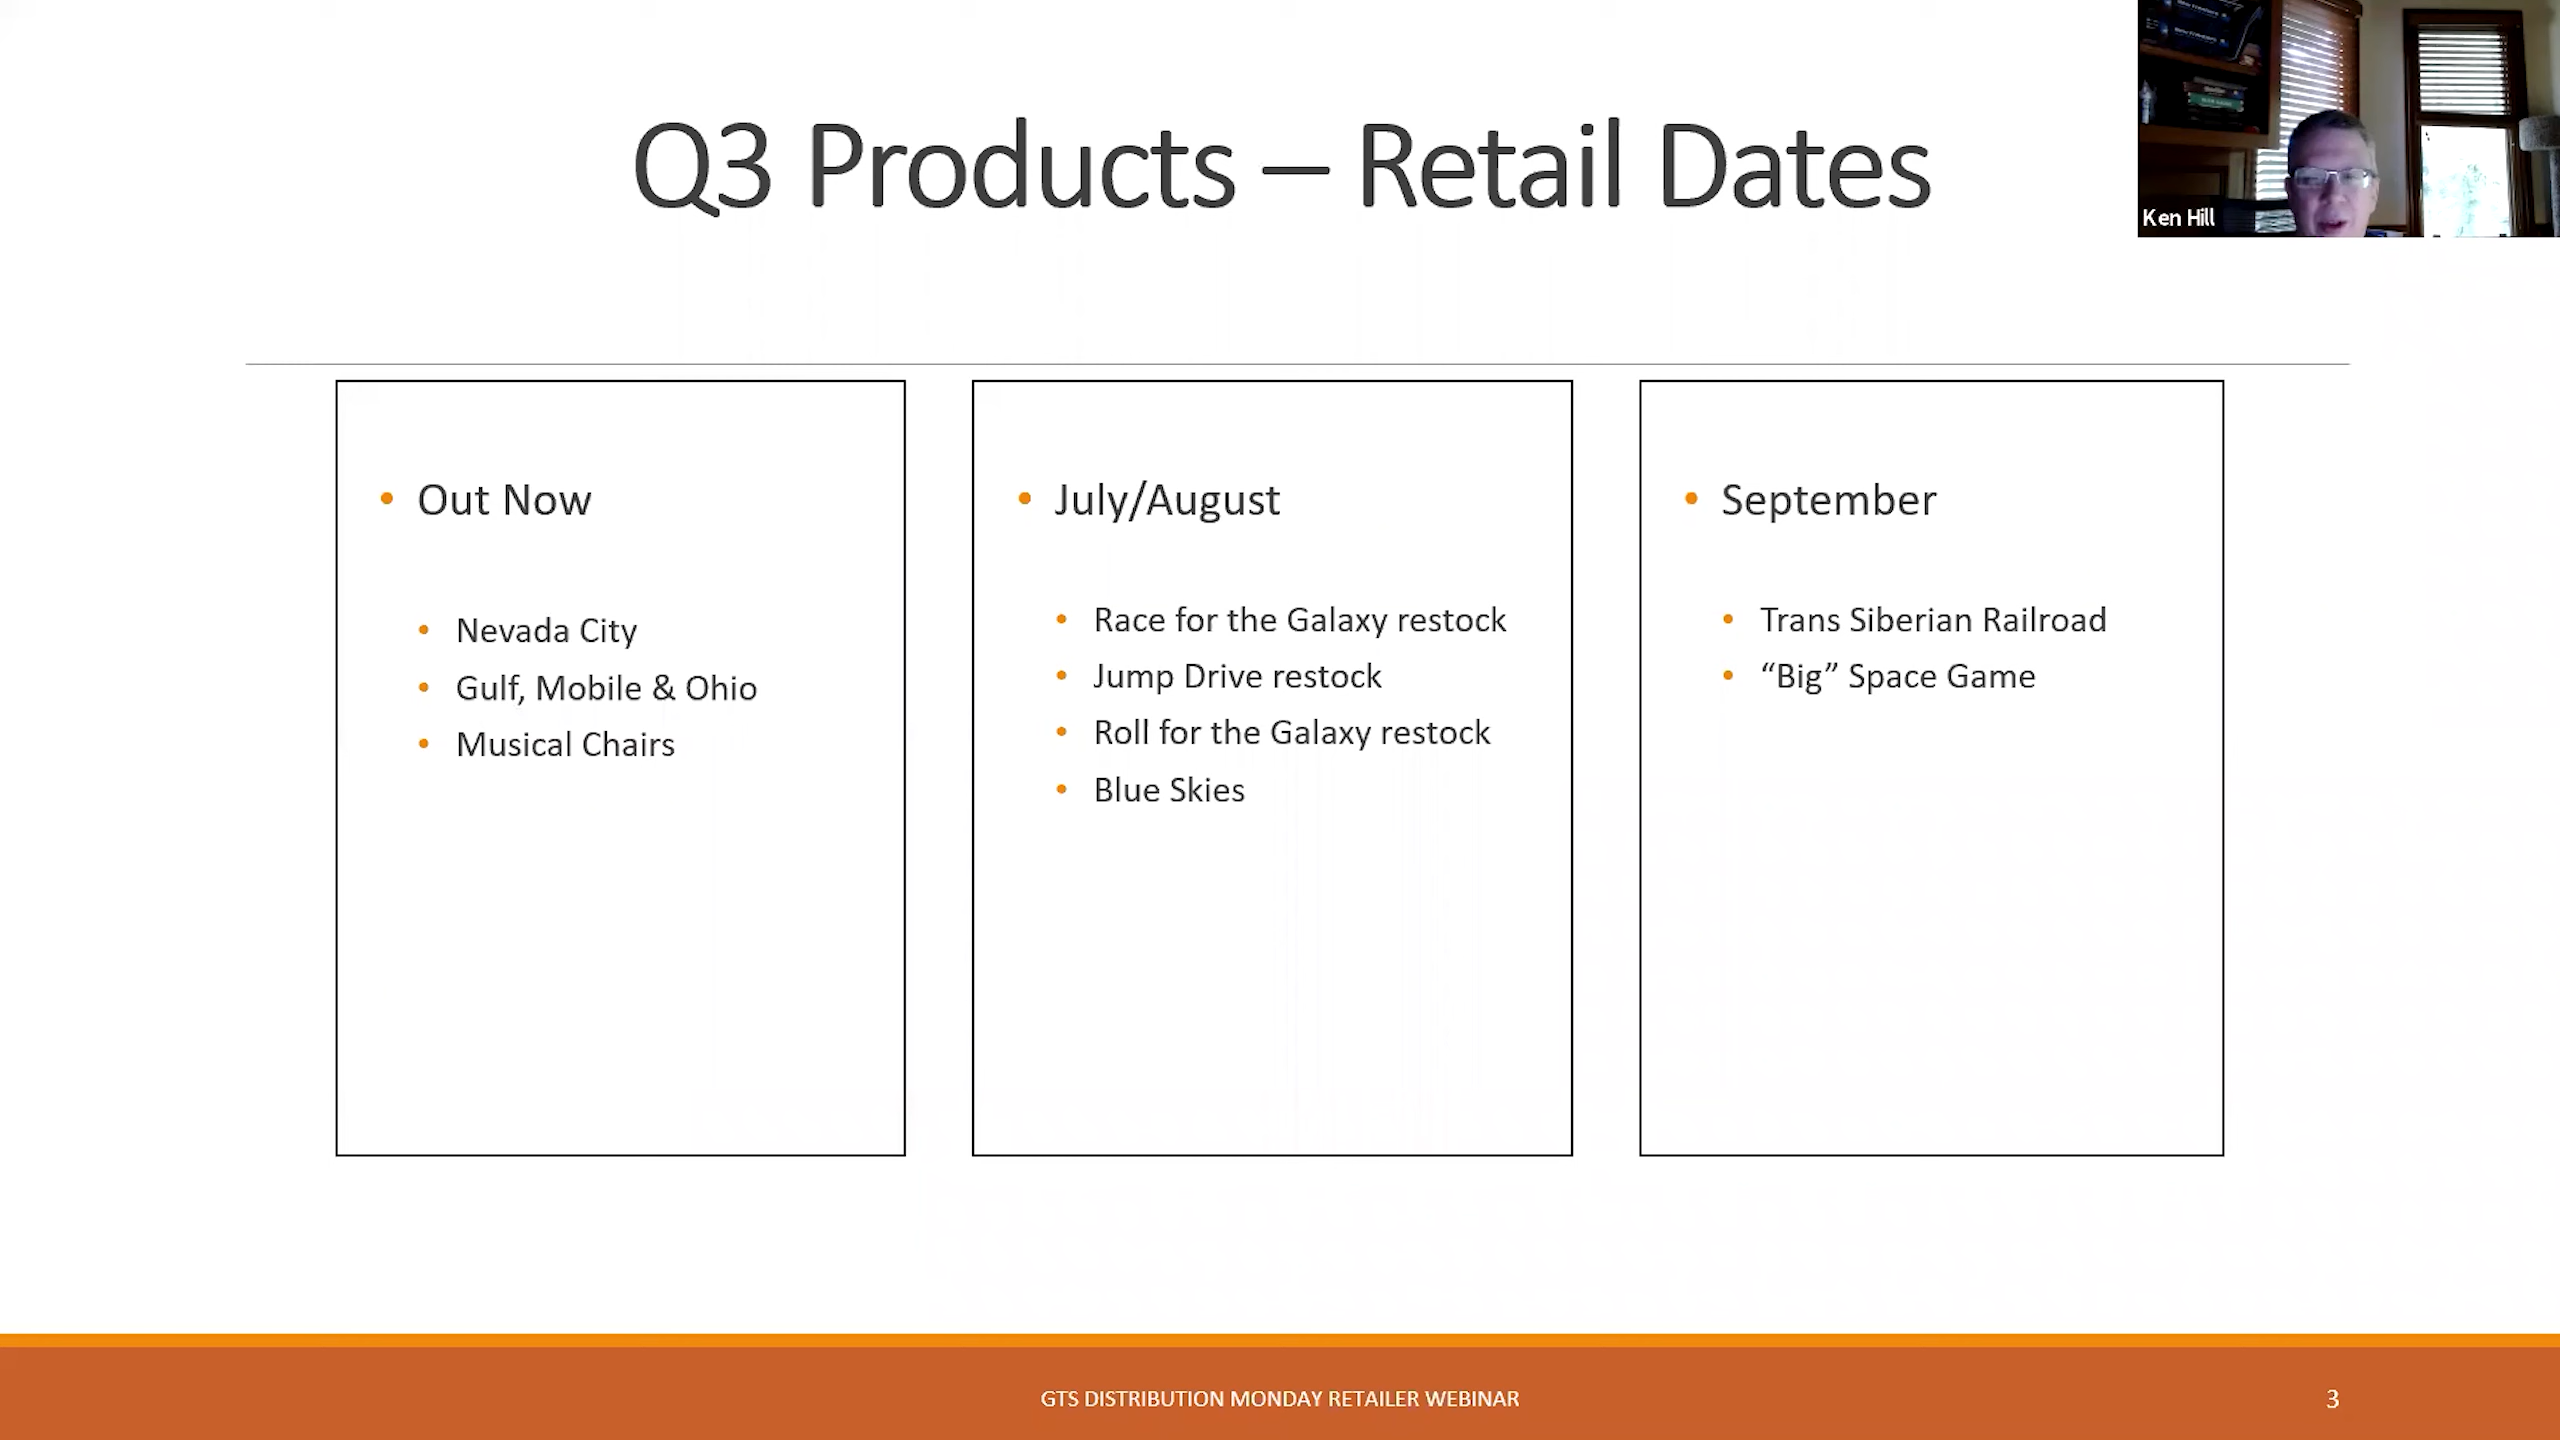 Q3 Products – Retail Dates
Ken Hill
• Out Now
• Nevada City
• Gulf, Mobile & Ohio
• Musical Chairs
• July/August
• Race for the Galaxy restock
• Jump Drive restock
• Roll for the Galaxy restock
• Blue Skies
• September
• Trans Siberian Railroad
• “Big” Space Game
GTS DISTRIBUTION MONDAY RETAILER WEBINAR
3